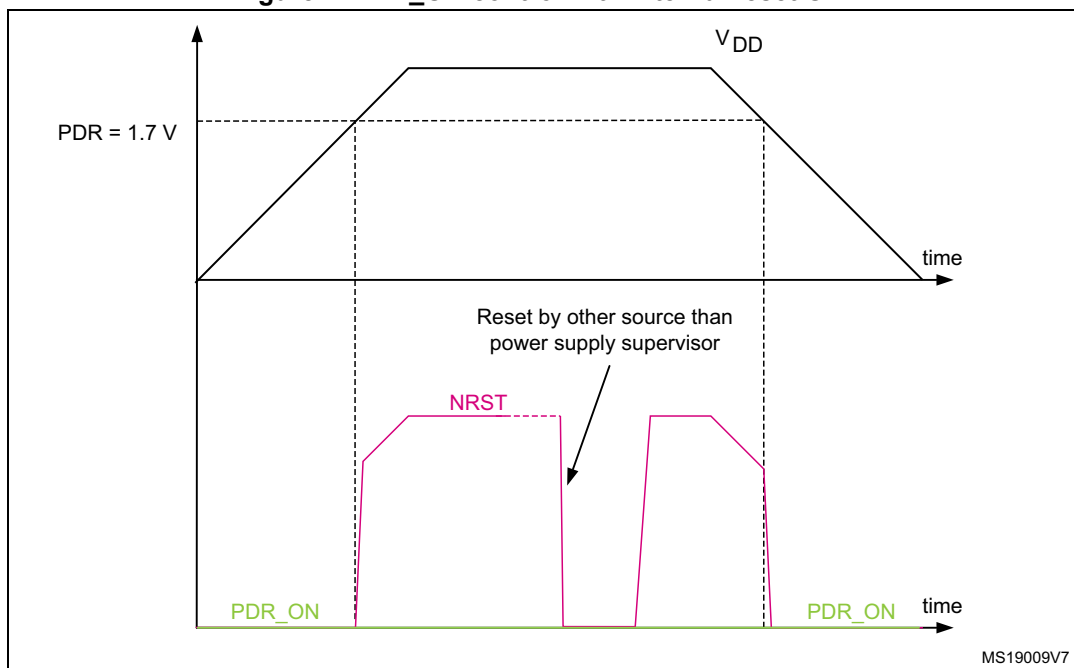 V DD
PDR = 1.7 V
time
Reset by other source than
power supply supervisor
NRST
PDR_ON
PDR_ON
time
MS19009V7